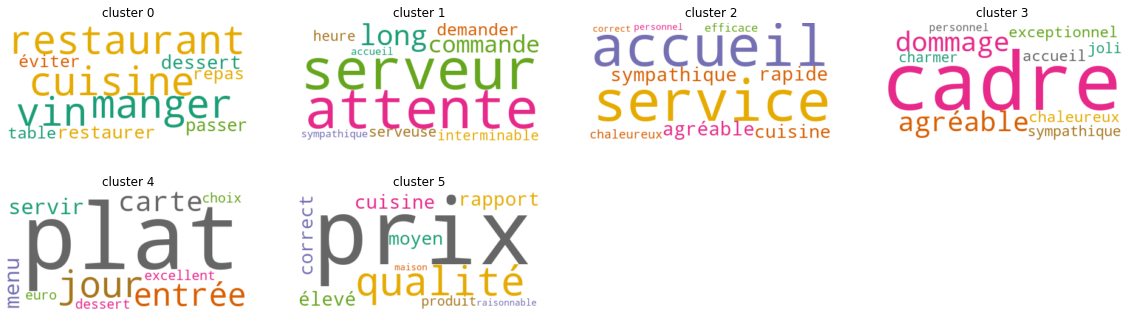 cluster 0
restaurant
éviter dessert
cuisine repas
vin manger
passer
table restaurer
cluster 1
heure long demander
commande
accueil
serveur
attente
sympathique serveuse interminable
cluster 2
correct personnel efficace
accueil
sympathique rapide
service
chaleureux agréable cuisine
cluster 3
personnel exceptionnel
dommage joli
charmer accueil
cadre
agréable chaleureux
sympathique
cluster 4
servir carte choix
plat
menu jour excellent
euro entrée
dessert
cluster 5
correct cuisine rapport
prix
moyen
maison
qualité
élevé produit raisonnable